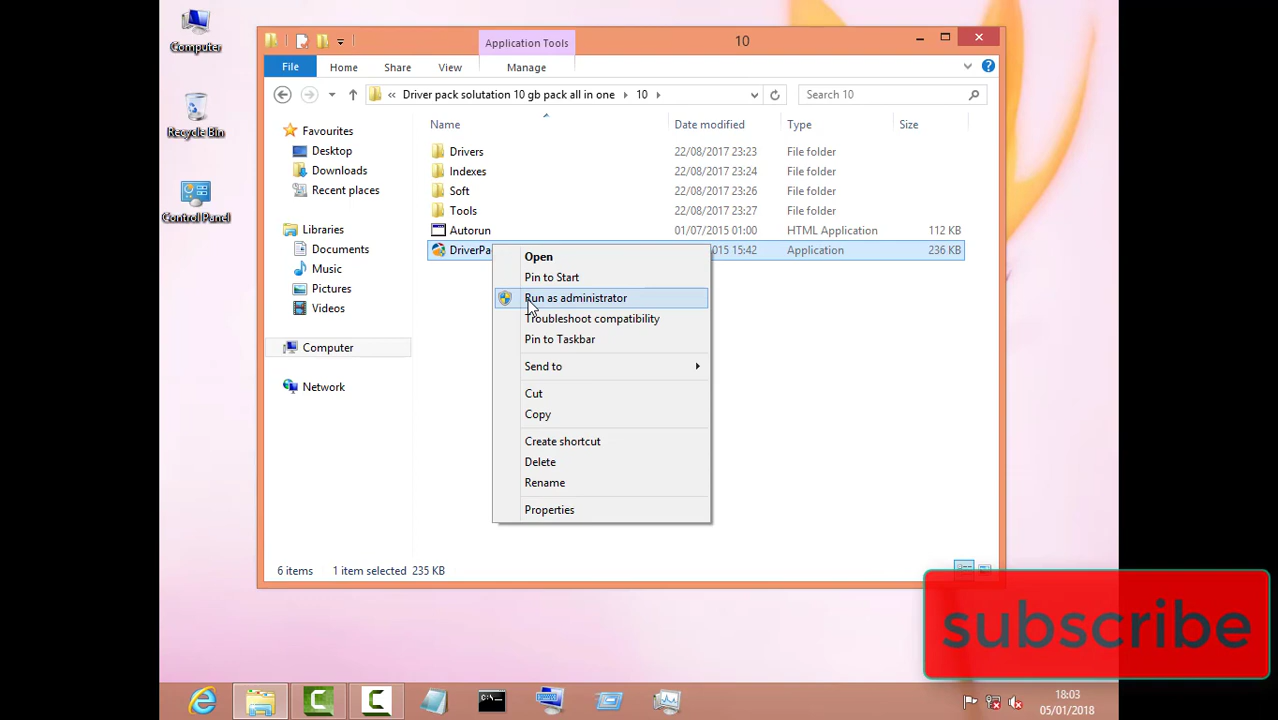 Computer
Recycle Bin
Control Panel
Application Tools
10
File
Home
Share
View
Manage
« Driver pack solutation 10 gb pack all in one
10
Search 10
Name
Date modified
Type
Size
Favourites
Desktop
Downloads
Recent places
Libraries
Documents
Music
Pictures
Videos
Computer
Network
Drivers 22/08/2017 23:23 File folder
Indexes 22/08/2017 23:24 File folder
Soft 22/08/2017 23:26 File folder
Tools 22/08/2017 23:27 File folder
Autorun 01/07/2015 01:00 HTML Application 112 KB
DriverPa 2015 15:42 Application 236 KB
Open
Pin to Start
Run as administrator
Troubleshoot compatibility
Pin to Taskbar
Send to
Cut
Copy
Create shortcut
Delete
Rename
Properties
6 items
1 item selected 235 KB
subscribe
18:03
05/01/2018